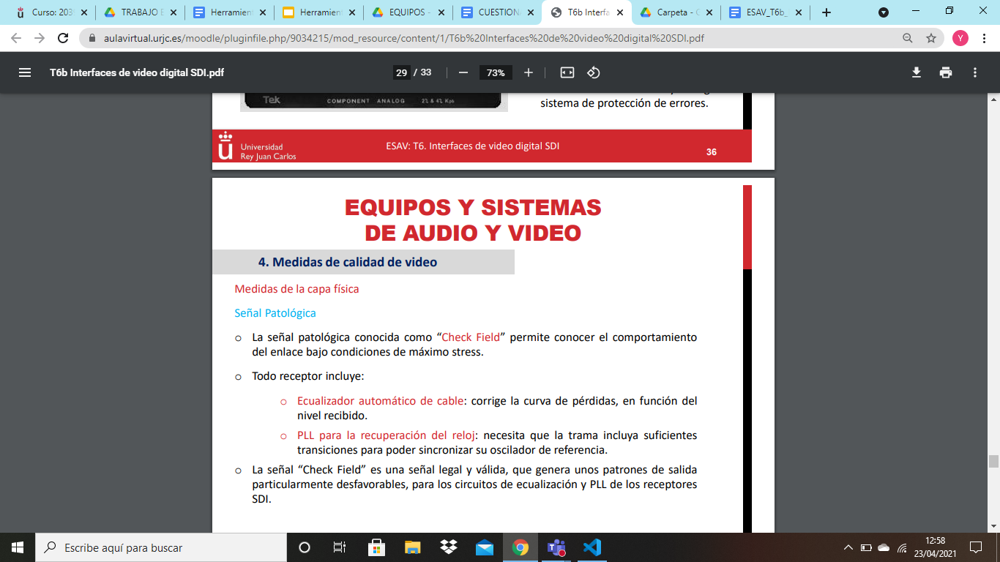 Curso: 203
TRABAJO E
Herramien
Herramien
EQUIPOS -
CUESTION
T6b Interfa
Carpeta - C
ESAV_T6b_
aulavirtual.urjc.es/moodle/pluginfile.php/9034215/mod_resource/content/1/T6b%20Interfaces%20de%20video%20digital%20SDI.pdf
Y
T6b Interfaces de video digital SDI.pdf
29 / 33
73%
Tek COMPONENT ANALOG 2% & 4% Kps
sistema de protección de errores.
Universidad
Rey Juan Carlos
ESAV: T6. Interfaces de video digital SDI
36
EQUIPOS Y SISTEMAS
DE AUDIO Y VIDEO
4. Medidas de calidad de video
Medidas de la capa física
Señal Patológica
o La señal patológica conocida como “Check Field” permite conocer el comportamiento
del enlace bajo condiciones de máximo stress.
o Todo receptor incluye:
o Ecualizador automático de cable: corrige la curva de pérdidas, en función del
nivel recibido.
o PLL para la recuperación del reloj: necesita que la trama incluya suficientes
transiciones para poder sincronizar su oscilador de referencia.
o La señal “Check Field” es una señal legal y válida, que genera unos patrones de salida
particularmente desfavorables, para los circuitos de ecualización y PLL de los receptores
SDI.
Escribe aquí para buscar
12:58
23/04/2021